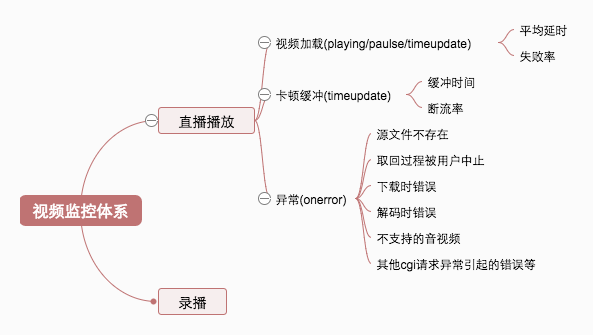 视频监控体系
直播播放
视频加载(playing/paulse/timeupdate)
平均延时
失败率
卡顿缓冲(timeupdate)
缓冲时间
断流率
异常(onerror)
源文件不存在
取回过程被用户中止
下载时错误
解码时错误
不支持的音视频
其他cgi请求异常引起的错误等
录播